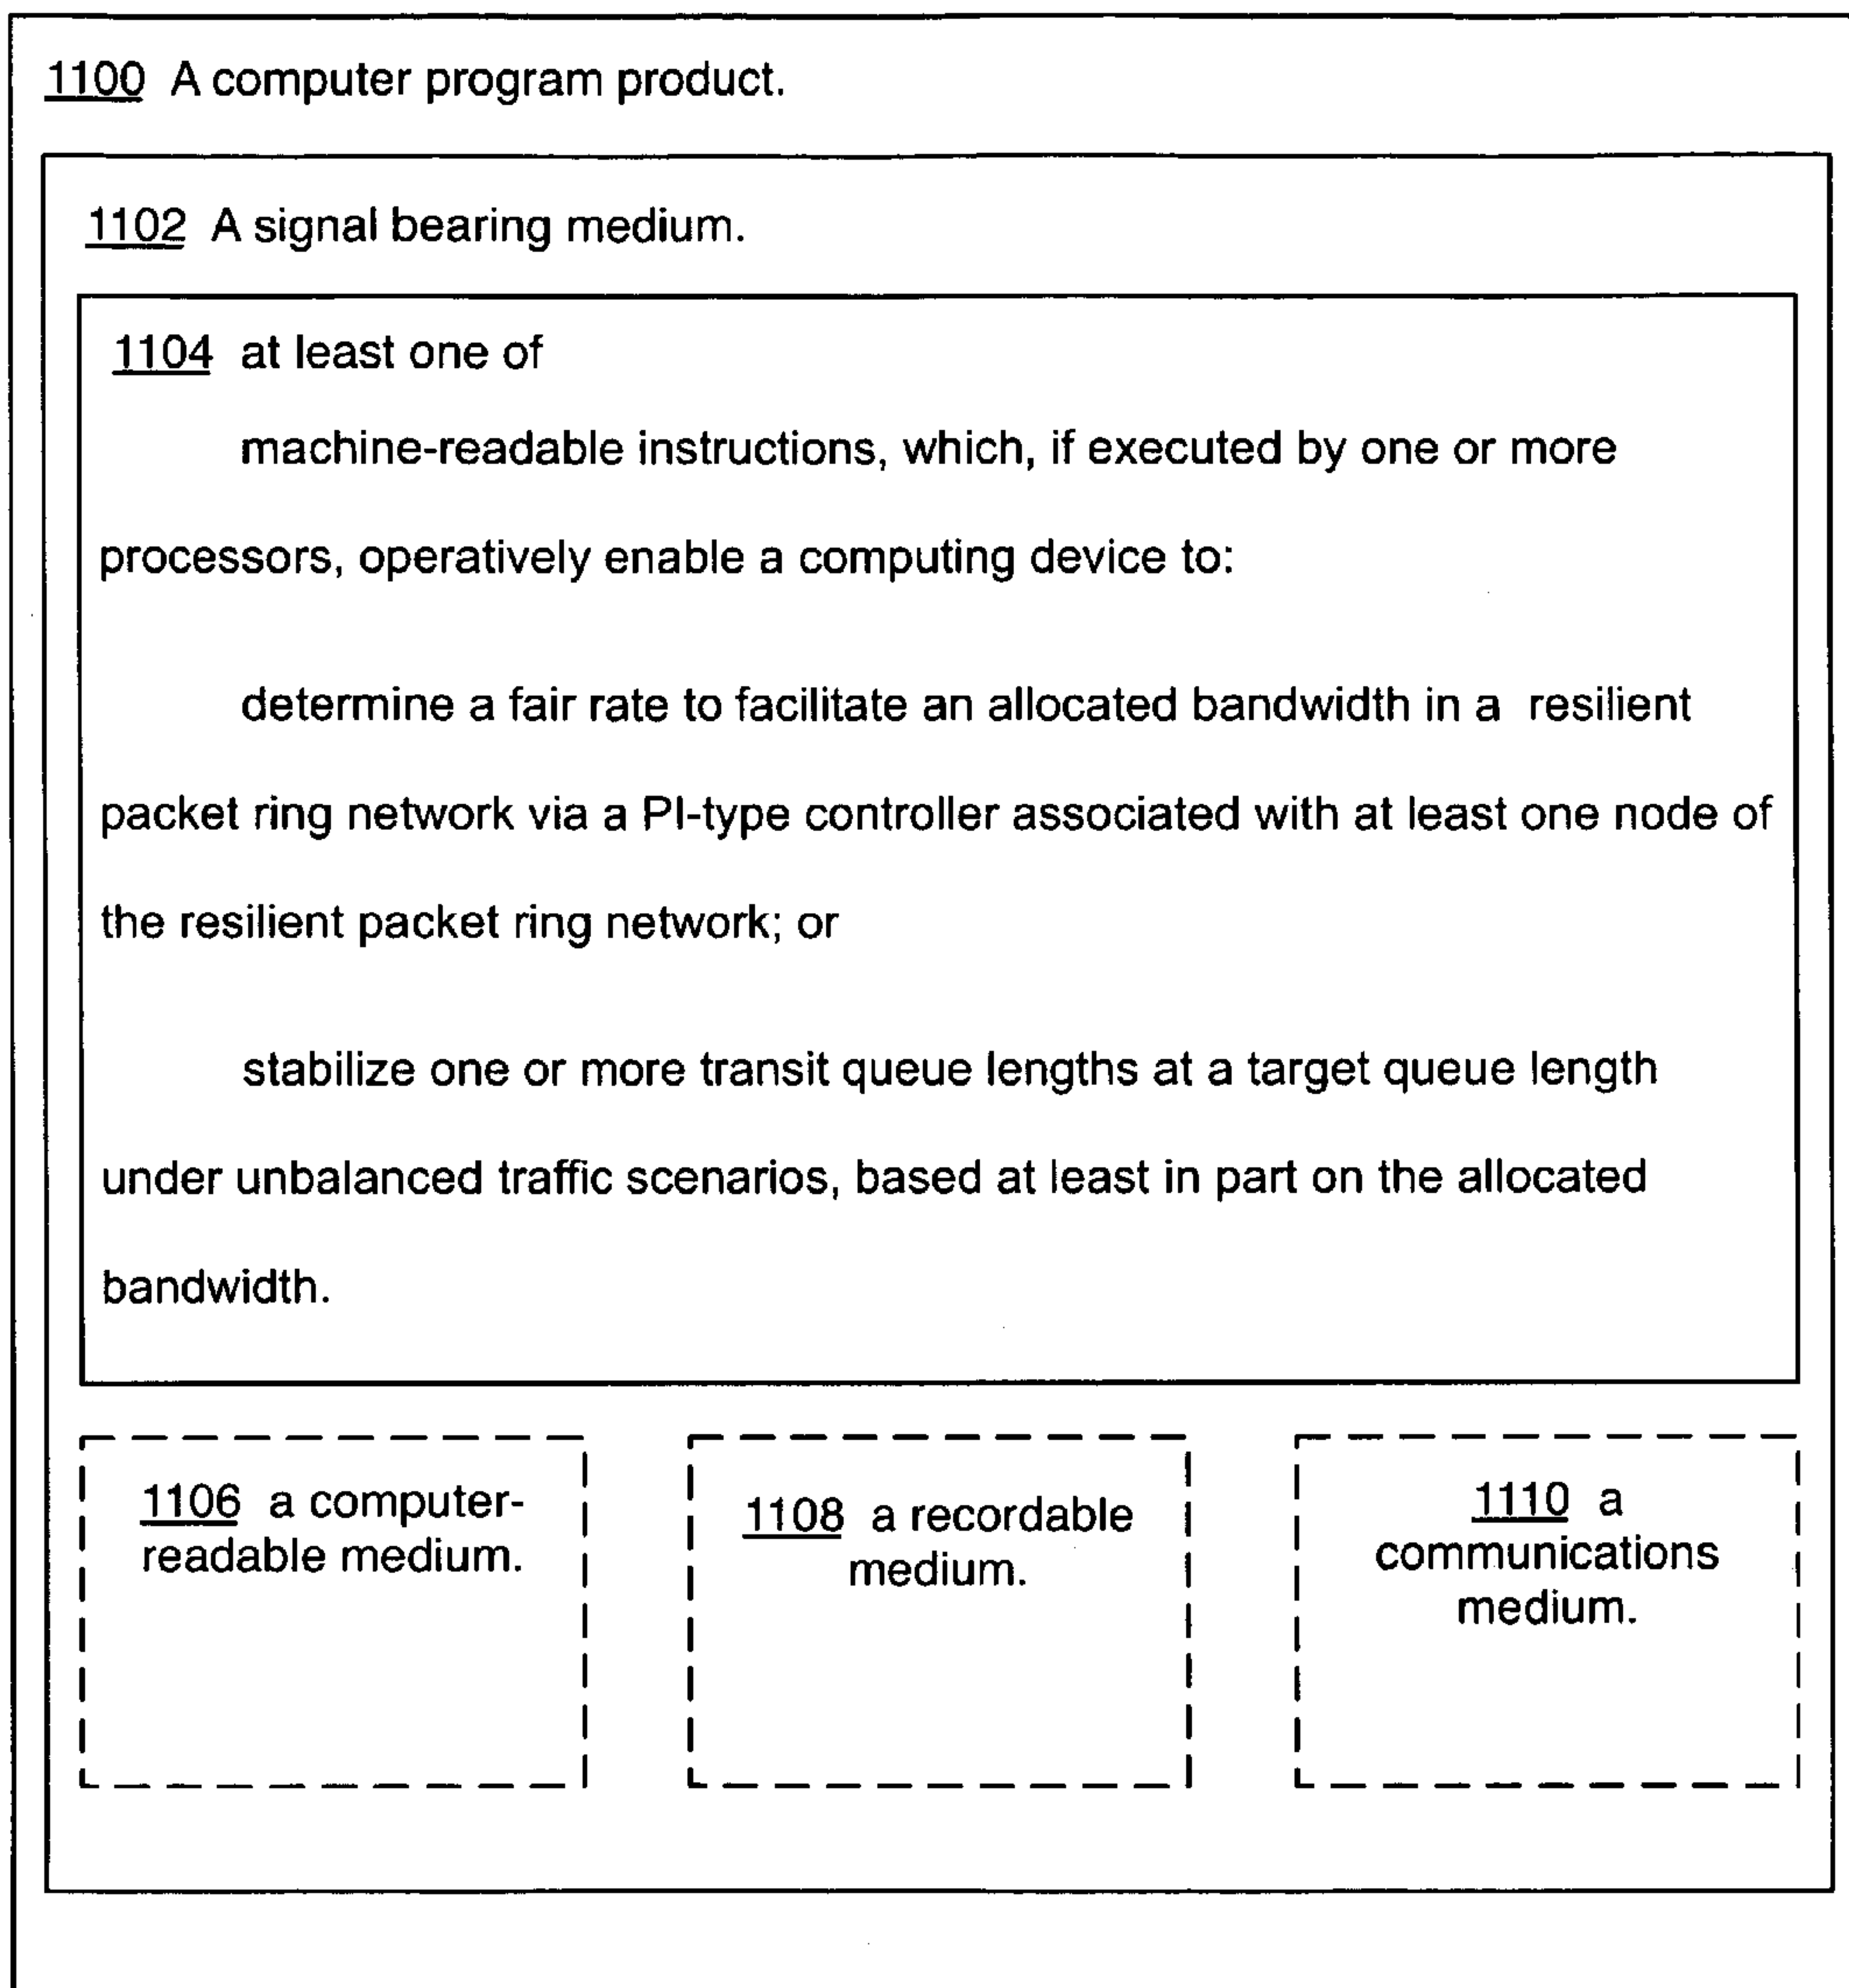 1100 A computer program product.
1102 A signal bearing medium.
1104 at least one of
machine-readable instructions, which, if executed by one or more
processors, operatively enable a computing device to:
determine a fair rate to facilitate an allocated bandwidth in a resilient
packet ring network via a PI-type controller associated with at least one node of
the resilient packet ring network; or
stabilize one or more transit queue lengths at a target queue length
under unbalanced traffic scenarios, based at least in part on the allocated
bandwidth.
1106 a computer-
readable medium.
1108 a recordable
medium.
1110 a
communications
medium.